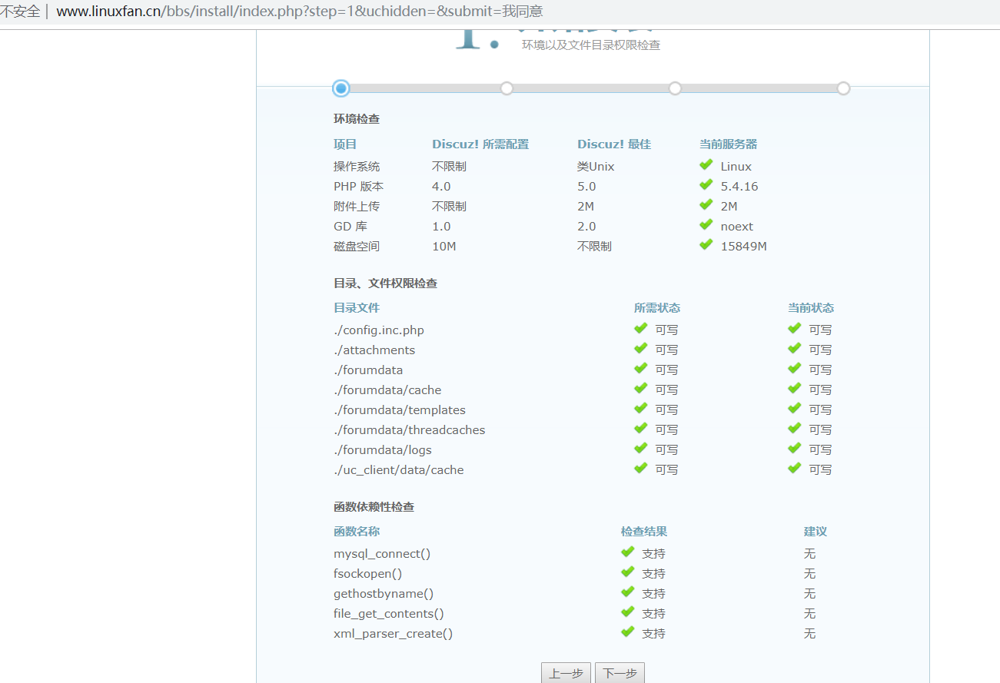 不安全 | www.linuxfan.cn/bbs/install/index.php?step=1&uchidden=&submit=我同意
环境以及文件目录权限检查
环境检查
项目 Discuz! 所需配置 Discuz! 最佳 当前服务器
操作系统 不限制 类Unix Linux
PHP 版本 4.0 5.0 5.4.16
附件上传 不限制 2M 2M
GD 库 1.0 2.0 noext
磁盘空间 10M 不限制 15849M
目录、文件权限检查
目录文件 所需状态 当前状态
./config.inc.php 可写 可写
./attachments 可写 可写
./forumdata 可写 可写
./forumdata/cache 可写 可写
./forumdata/templates 可写 可写
./forumdata/threadcaches 可写 可写
./forumdata/logs 可写 可写
./uc_client/data/cache 可写 可写
函数依赖性检查
函数名称 检查结果 建议
mysql_connect() 支持 无
fsockopen() 支持 无
gethostbyname() 支持 无
file_get_contents() 支持 无
xml_parser_create() 支持 无
上一步 下一步